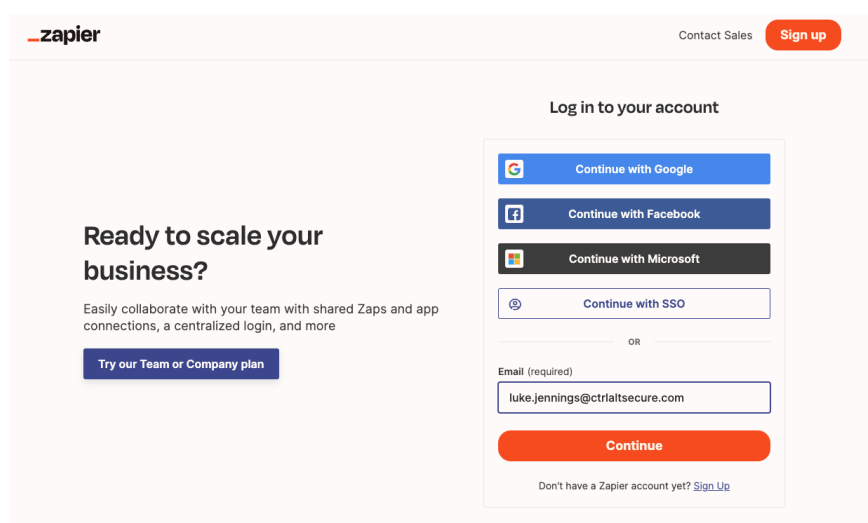 zapier
Contact Sales
Sign up
Log in to your account
Continue with Google
Continue with Facebook
Continue with Microsoft
Continue with SSO
OR
Email (required)
luke.jennings@ctrlaltsecure.com
Continue
Don't have a Zapier account yet? Sign Up
Ready to scale your
business?
Easily collaborate with your team with shared Zaps and app
connections, a centralized login, and more
Try our Team or Company plan